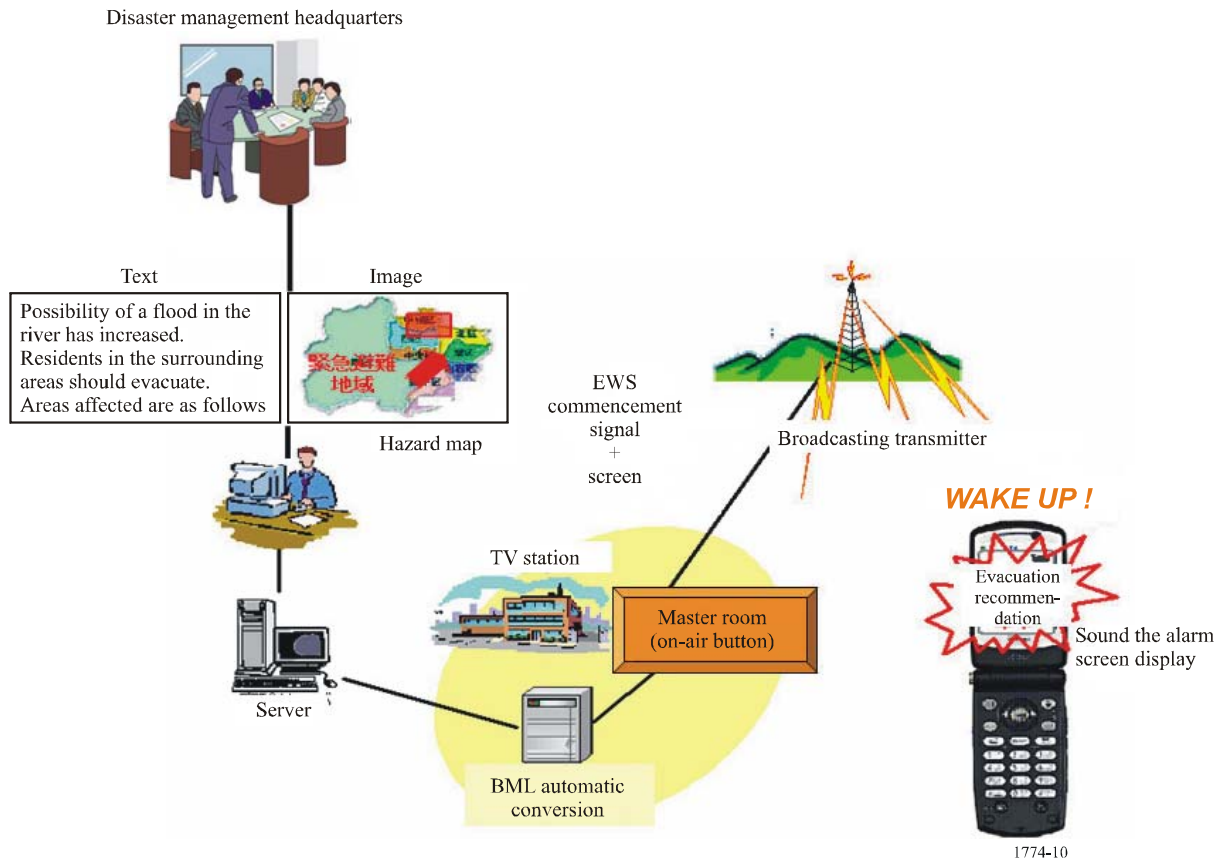 Disaster management headquarters
Text
Image
Possibility of a flood in the
river has increased.
Residents in the surrounding
areas should evacuate.
Areas affected are as follows
緊急避難
地域
Hazard map
EWS
commencement
signal
+
screen
Broadcasting transmitter
WAKE UP !
Evacuation
recommen-
dation
Sound the alarm
screen display
TV station
Master room
(on-air button)
Server
BML automatic
conversion
1774-10